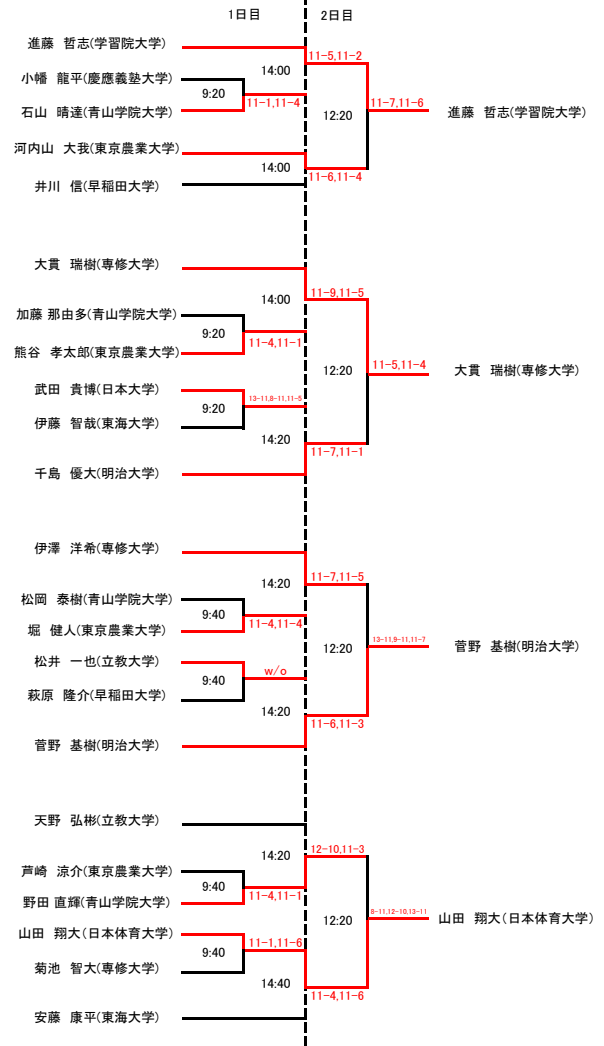 1日目 2日目
進藤　哲志(学習院大学)
11-5,11-2
14:00
小幡　龍平(慶應義塾大学)
9:20
11-1,11-4
11-7,11-6
石山　晴達(青山学院大学)
12:20
進藤　哲志(学習院大学)
河内山　大我(東京農業大学)
14:00
11-6,11-4
井川　信(早稲田大学)
大貫　瑞樹(専修大学)
11-9,11-5
14:00
加藤 那由多(青山学院大学)
9:20
11-4,11-1
熊谷　孝太郎(東京農業大学)
11-5,11-4
12:20
大貫　瑞樹(専修大学)
武田　貴博(日本大学)
13-11,8-11,11-5
9:20
伊藤　智哉(東海大学)
14:20
11-7,11-1
千島　優大(明治大学)
伊澤　洋希(専修大学)
11-7,11-5
14:20
松岡　泰樹(青山学院大学)
9:40
11-4,11-4
堀　健人(東京農業大学)
13-11,9-11,11-7
12:20
菅野　基樹(明治大学)
松井　一也(立教大学)
w/o
9:40
萩原　隆介(早稲田大学)
14:20
11-6,11-3
菅野　基樹(明治大学)
天野　弘彬(立教大学)
12-10,11-3
14:20
芦崎　涼介(東京農業大学)
9:40
11-4,11-1
野田 直輝(青山学院大学)
8-11,12-10,13-11
12:20
山田　翔大(日本体育大学)
山田　翔大(日本体育大学)
11-1,11-6
9:40
菊池　智大(専修大学)
14:40
11-4,11-6
安藤　康平(東海大学)